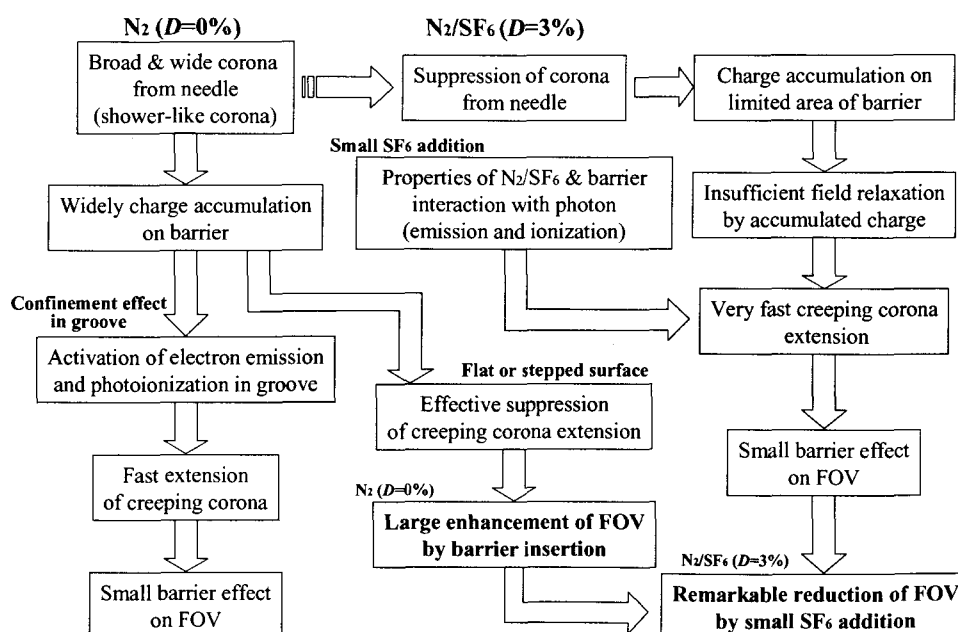 N2 (D=0%)
Broad & wide corona
from needle
(shower-like corona)
N2/SF6 (D=3%)
Suppression of corona
from needle
Charge accumulation on
limited area of barrier
Small SF6 addition
Properties of N2/SF6 & barrier
interaction with photon
(emission and ionization)
Insufficient field relaxation
by accumulated charge
Widely charge accumulation
on barrier
Very fast creeping corona
extension
Confinement effect
in groove
Activation of electron emission
and photoionization in groove
Flat or stepped surface
Effective suppression
of creeping corona extension
Small barrier effect
on FOV
Fast extension
of creeping corona
N2 (D=0%)
Large enhancement of FOV
by barrier insertion
Small barrier effect
on FOV
N2/SF6 (D=3%)
Remarkable reduction of FOV
by small SF6 addition